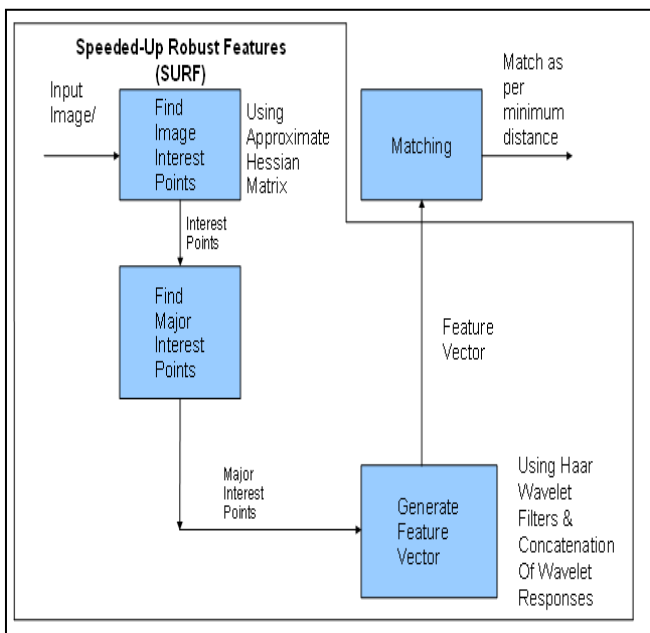 Speeded-Up Robust Features
(SURF)
Input
Image/
Find
Image
Interest
Points
Using
Approximate
Hessian
Matrix
Matching
Match as
per
minimum
distance
Interest
Points
Find
Major
Interest
Points
Feature
Vector
Major
Interest
Points
Generate
Feature
Vector
Using Haar
Wavelet
Filters &
Concatenation
Of Wavelet
Responses